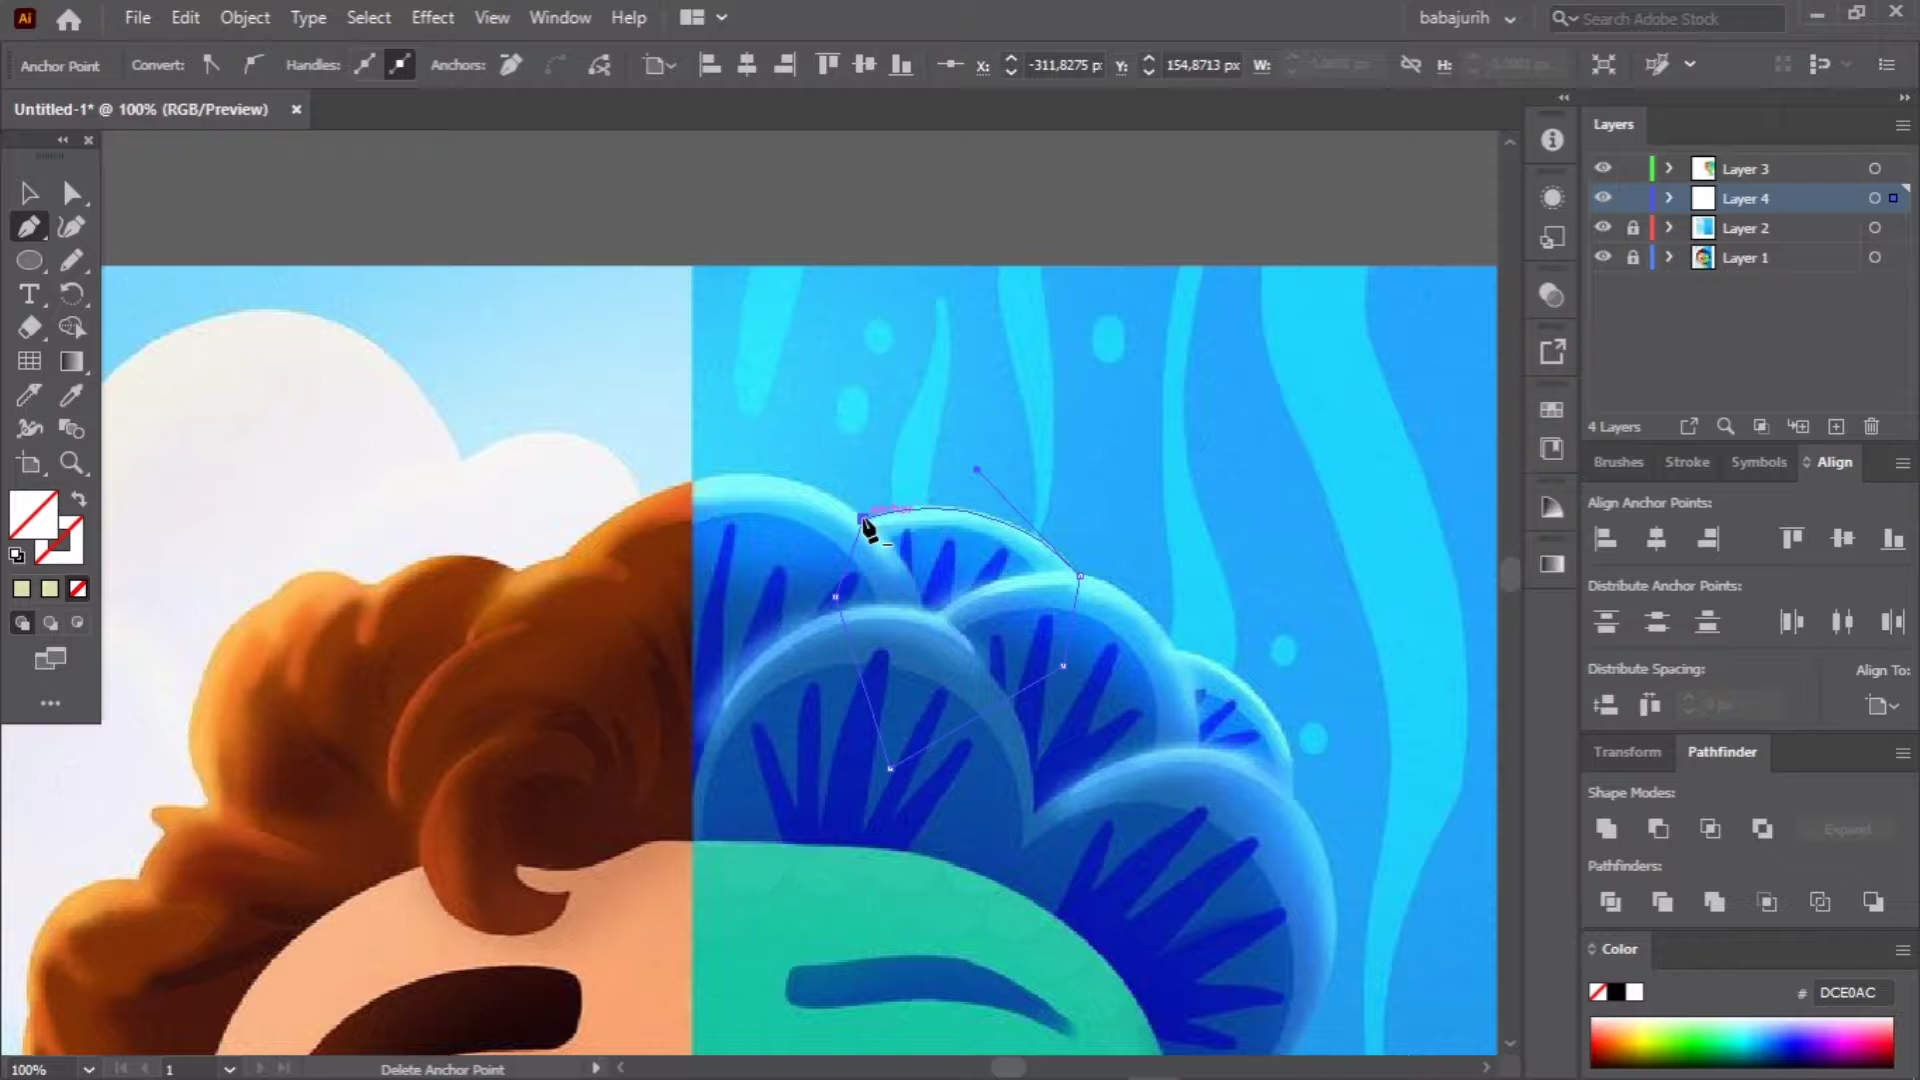 Ai File Edit Object Type Select Effect View Window Help babajurih Search Adobe Stock
Anchor Point Convert: Handles: Anchors: X: -311,8275 p: Y: 154,8713 px W: H:
Untitled-1* @ 100% (RGB/Preview) ×
Layers
Layer 3
Layer 4
Layer 2
Layer 1
4 Layers
Brushes Stroke Symbols Align
Align Anchor Points:
Distribute Anchor Points:
Distribute Spacing: Align To:
Transform Pathfinder
Shape Modes:
Expand
Pathfinders:
Color
# DCE0AC
100% 1 Delete Anchor Point